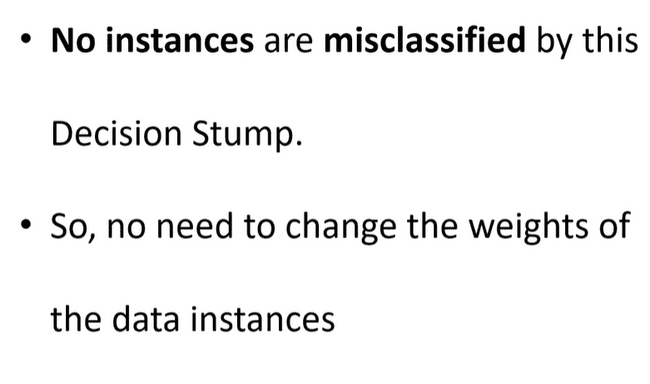 • No instances are misclassified by this
Decision Stump.
• So, no need to change the weights of
the data instances